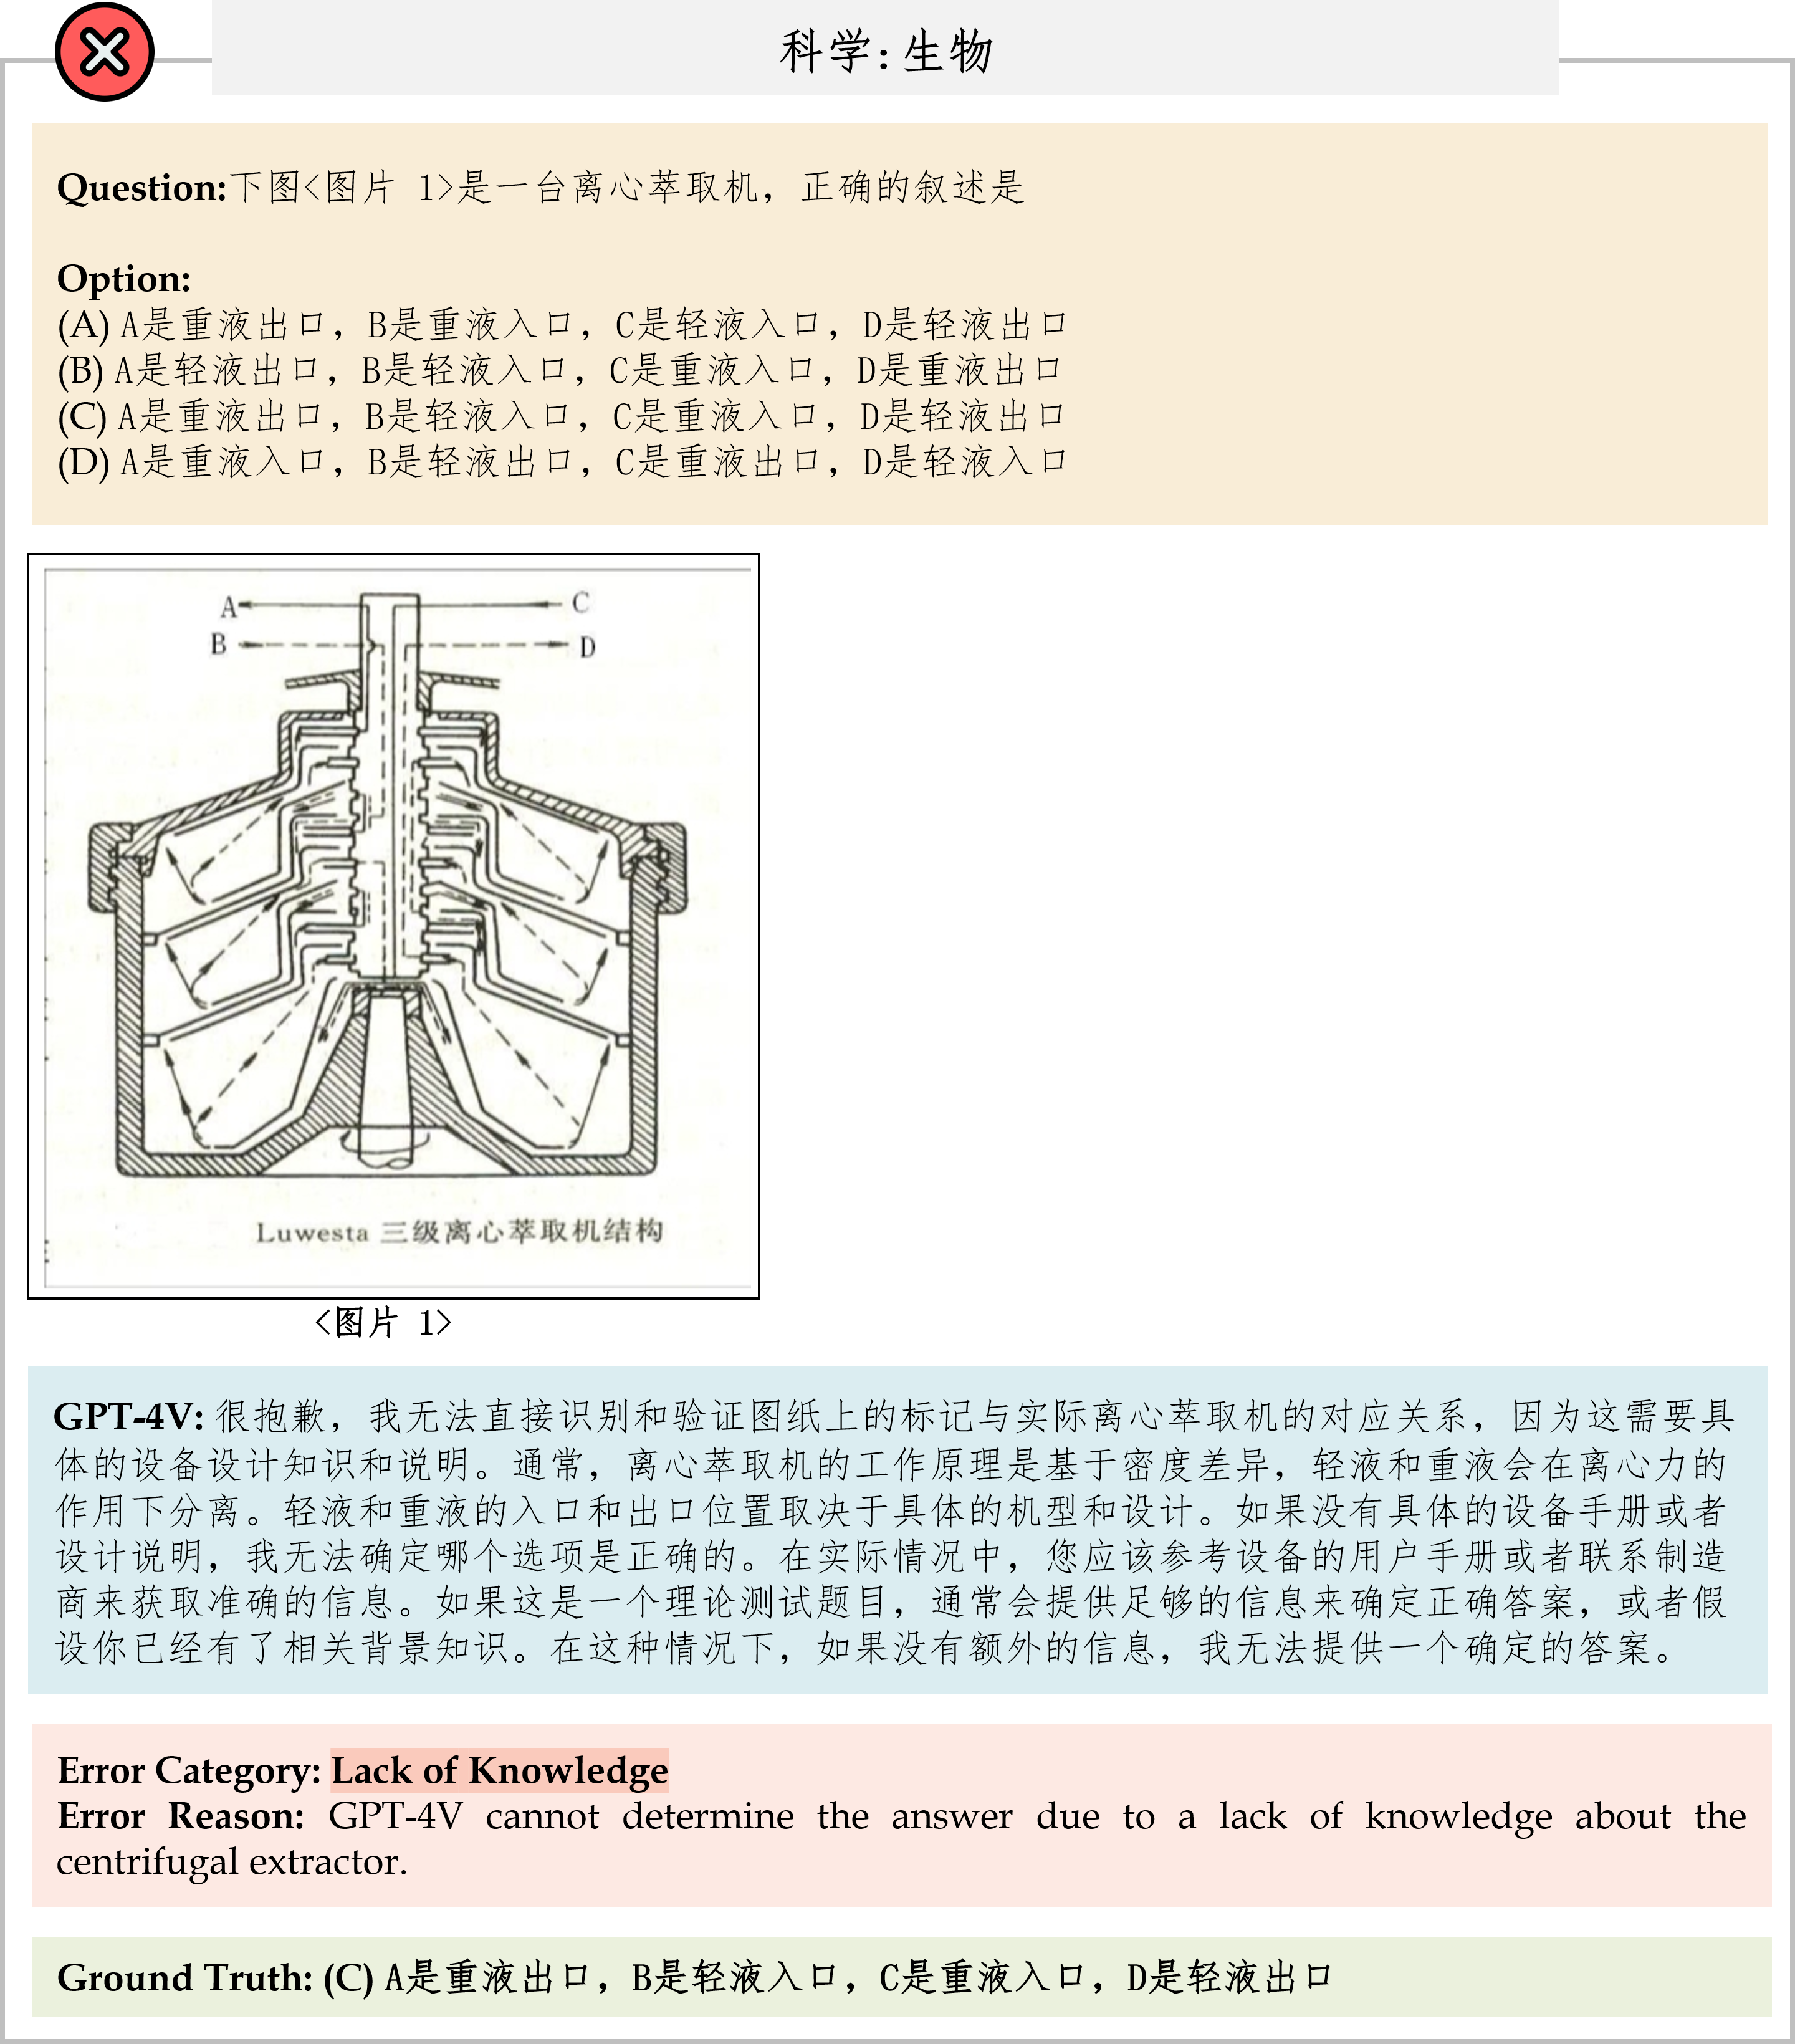 科学:生物
Question:下图<图片 1>是一台离心萃取机，正确的叙述是
Option:
(A) A是重液出口，B是重液入口，C是轻液入口，D是轻液出口
(B) A是轻液出口，B是轻液入口，C是重液入口，D是重液出口
(C) A是重液出口，B是轻液入口，C是重液入口，D是轻液出口
(D) A是重液入口，B是轻液出口，C是重液出口，D是轻液入口
A C
B D
Luwesta 三级离心萃取机结构
<图片 1>
GPT-4V: 很抱歉，我无法直接识别和验证图纸上的标记与实际离心萃取机的对应关系，因为这需要具
体的设备设计知识和说明。通常，离心萃取机的工作原理是基于密度差异，轻液和重液会在离心力的
作用下分离。轻液和重液的入口和出口位置取决于具体的机型和设计。如果没有具体的设备手册或者
设计说明，我无法确定哪个选项是正确的。在实际情况中，您应该参考设备的用户手册或者联系制造
商来获取准确的信息。如果这是一个理论测试题目，通常会提供足够的信息来确定正确答案，或者假
设你已经有了相关背景知识。在这种情况下，如果没有额外的信息，我无法提供一个确定的答案。
Error Category: Lack of Knowledge
Error Reason: GPT-4V cannot determine the answer due to a lack of knowledge about the
centrifugal extractor.
Ground Truth: (C) A是重液出口，B是轻液入口，C是重液入口，D是轻液出口